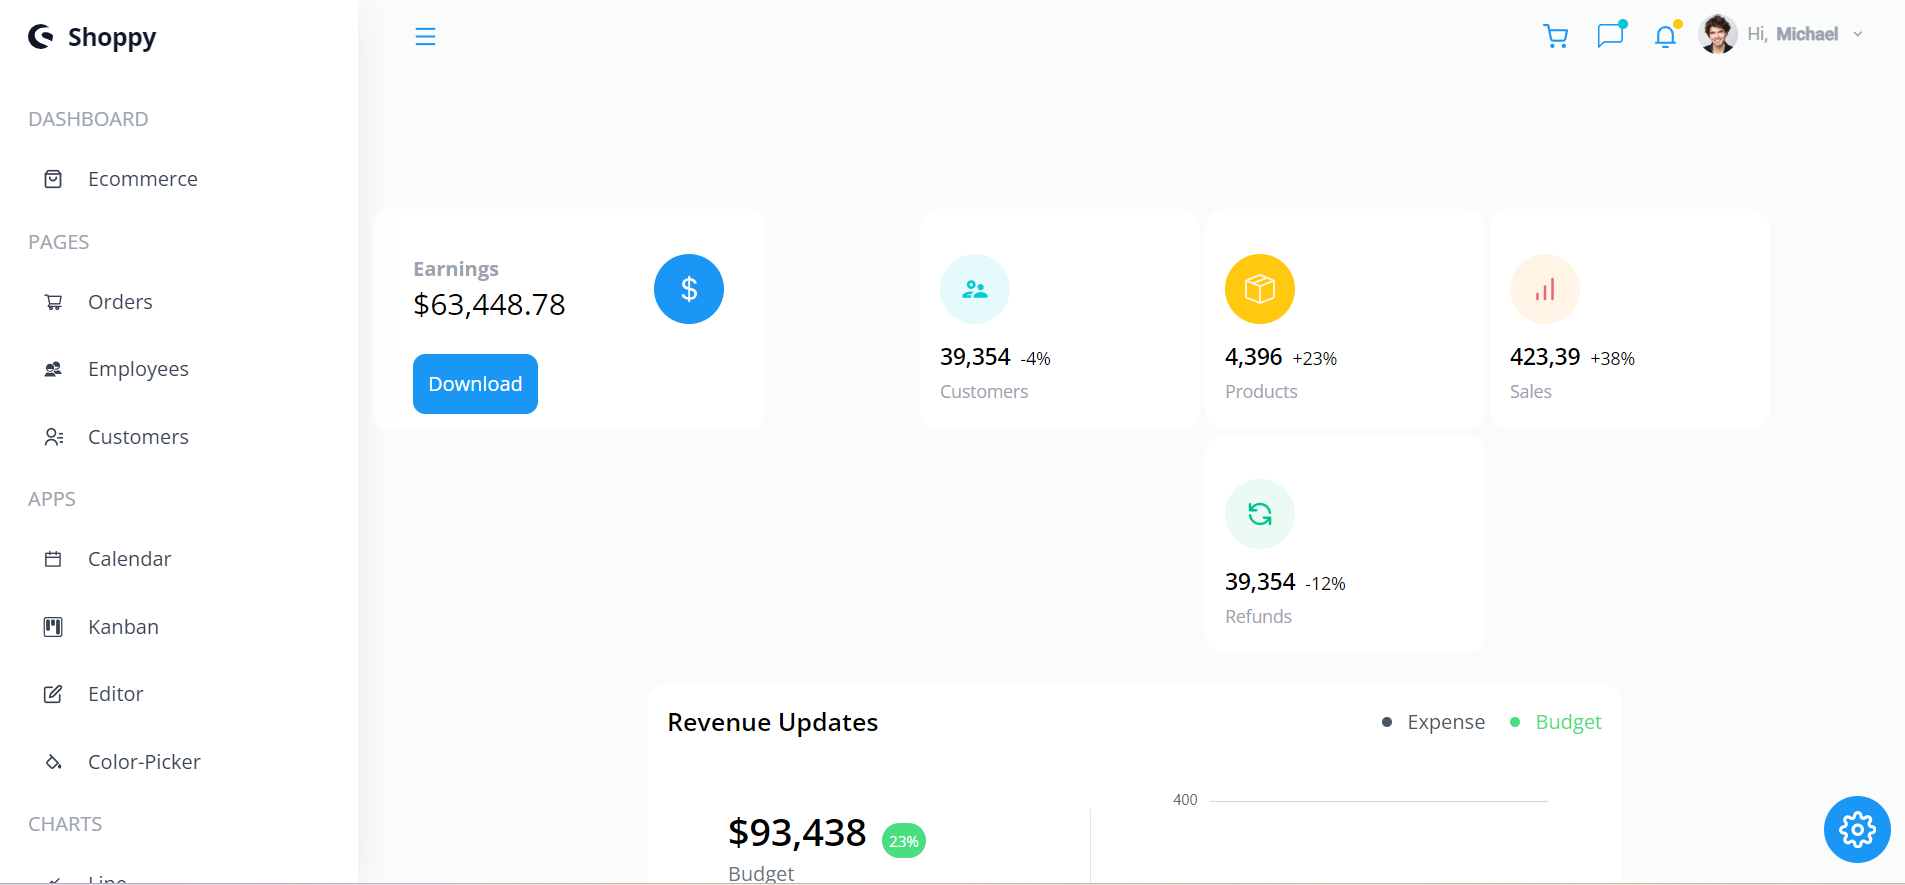 Shoppy
Hi, Michael
DASHBOARD
Ecommerce
PAGES
Orders
Employees
Customers
APPS
Calendar
Kanban
Editor
Color-Picker
CHARTS
Line
Earnings
$63,448.78
$
Download
39,354 -4%
Customers
4,396 +23%
Products
423,39 +38%
Sales
39,354 -12%
Refunds
Revenue Updates
Expense
Budget
$93,438 23%
Budget
400